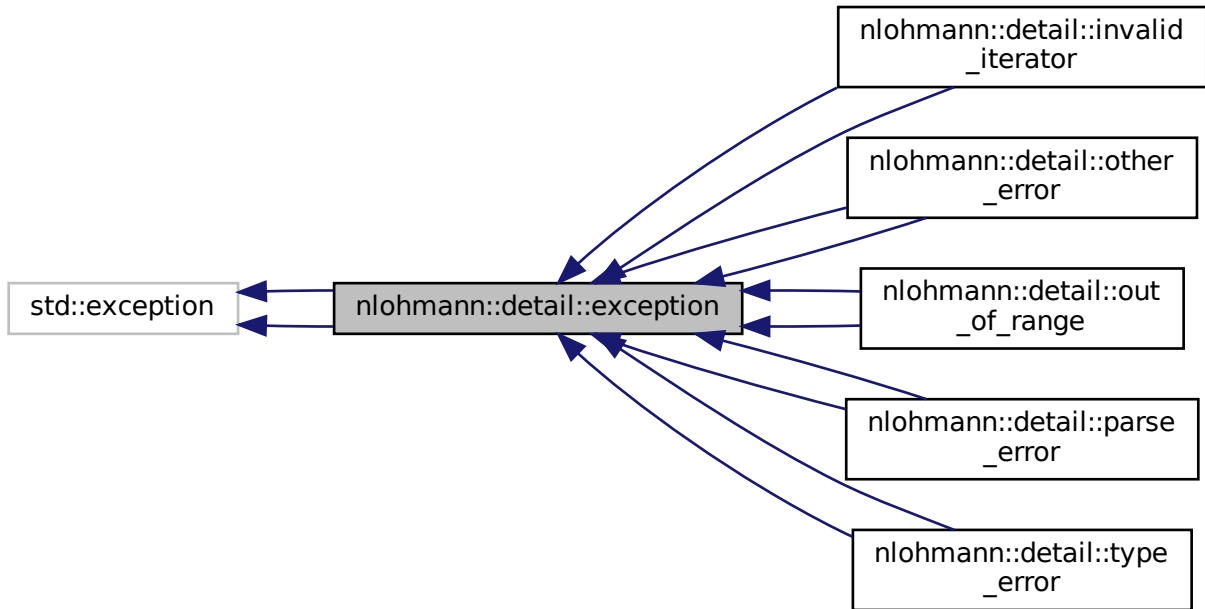 std::exception
nlohmann::detail::exception
nlohmann::detail::invalid
_iterator
nlohmann::detail::other
_error
nlohmann::detail::out
_of_range
nlohmann::detail::parse
_error
nlohmann::detail::type
_error